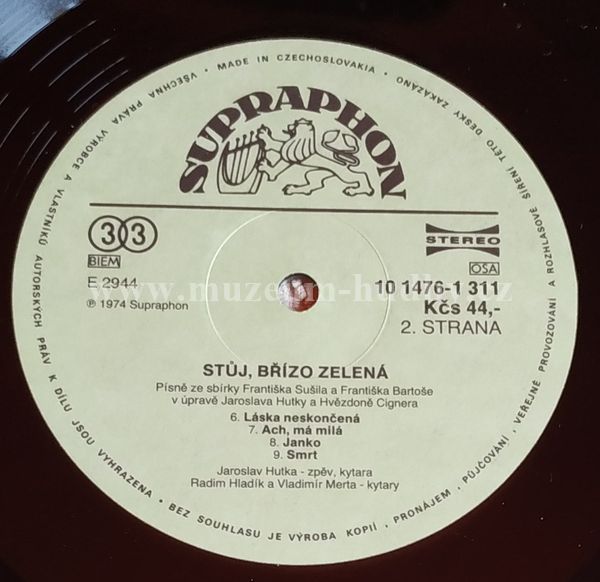 VŠECHNA PRÁVA VÝROBCE A VLASTNÍKŮ AUTORSKÝCH PRÁV K DÍLU JSOU VYHRAZENA • BEZ SOUHLASU JE VÝROBA KOPIÍ, PRONÁJEM, PŮJČOVÁNÍ, VEŘEJNÉ PROVOZOVÁNÍ A ROZHLASOVÉ ŠÍŘENÍ TÉTO DESKY ZAKÁZÁNO • MADE IN CZECHOSLOVAKIA •
SUPRAPHON
33
BIEM
E 2944
℗ 1974 Supraphon
STEREO
OSA
10 1476-1 311
Kčs 44,-
2. STRANA
www.muzeum-hudby.cz
STŮJ, BŘÍZO ZELENÁ
Písně ze sbírky Františka Sušila a Františka Bartoše
v úpravě Jaroslava Hutky a Hvězdoně Cignera
6. Láska neskončená
7. Ach, má milá
8. Janko
9. Smrt
Jaroslav Hutka - zpěv, kytara
Radim Hladík a Vladimír Merta - kytary